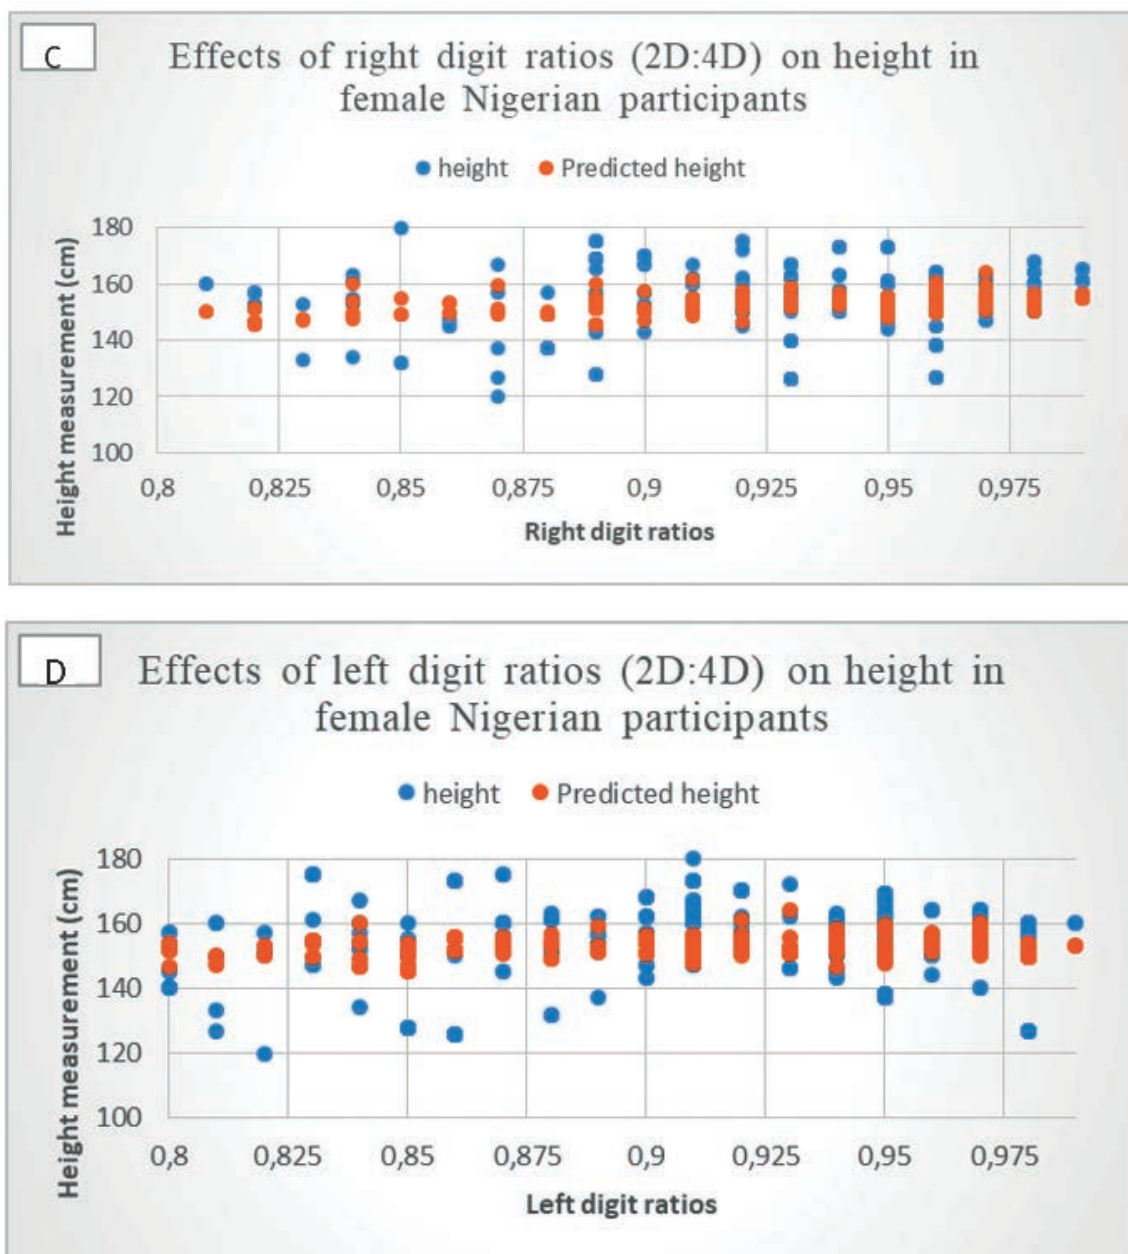 C
Effects of right digit ratios (2D:4D) on height in
female Nigerian participants
height Predicted height
Height measurement (cm)
180
160
140
120
100
0,8 0,825 0,85 0,875 0,9 0,925 0,95 0,975
Right digit ratios
D
Effects of left digit ratios (2D:4D) on height in
female Nigerian participants
height Predicted height
Height measurement (cm)
180
160
140
120
100
0,8 0,825 0,85 0,875 0,9 0,925 0,95 0,975
Left digit ratios